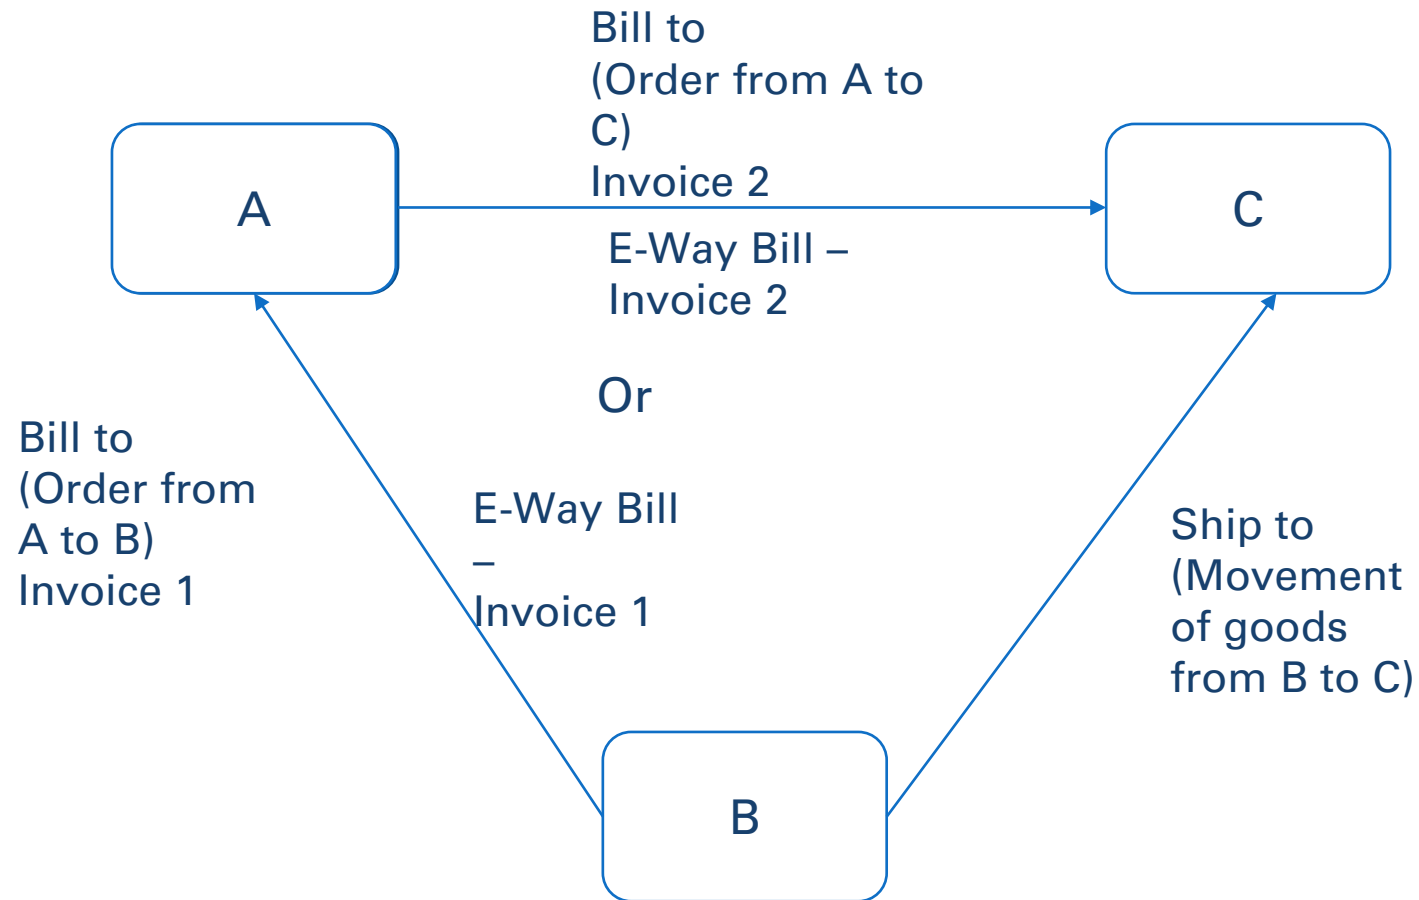 Bill to
(Order from A to
C)
Invoice 2
A
C
E-Way Bill –
Invoice 2
Or
Bill to
(Order from
A to B)
Invoice 1
E-Way Bill
–
Invoice 1
Ship to
(Movement
of goods
from B to C)
B